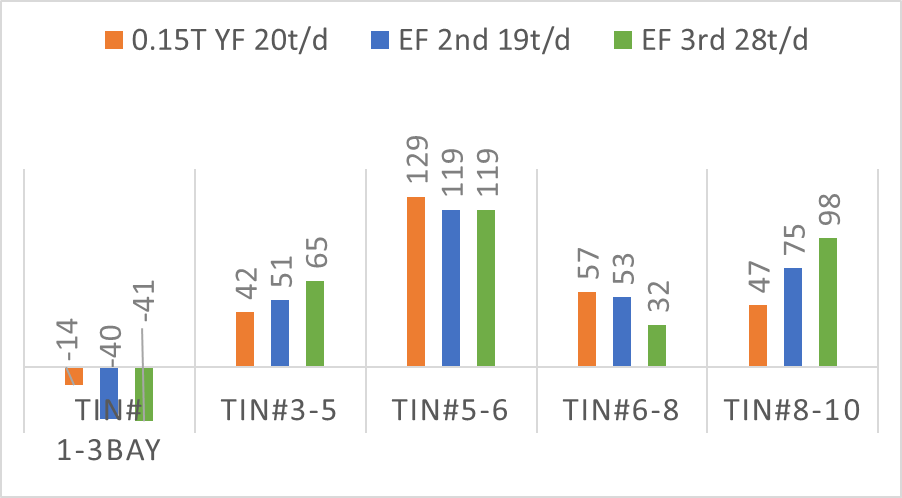 0.15T YF 20t/d EF 2nd 19t/d EF 3rd 28t/d
-14 -40 -41
42 51 65
129 119 119
57 53 32
47 75 98
TIN# TIN#3-5 TIN#5-6 TIN#6-8 TIN#8-10
1-3BAY